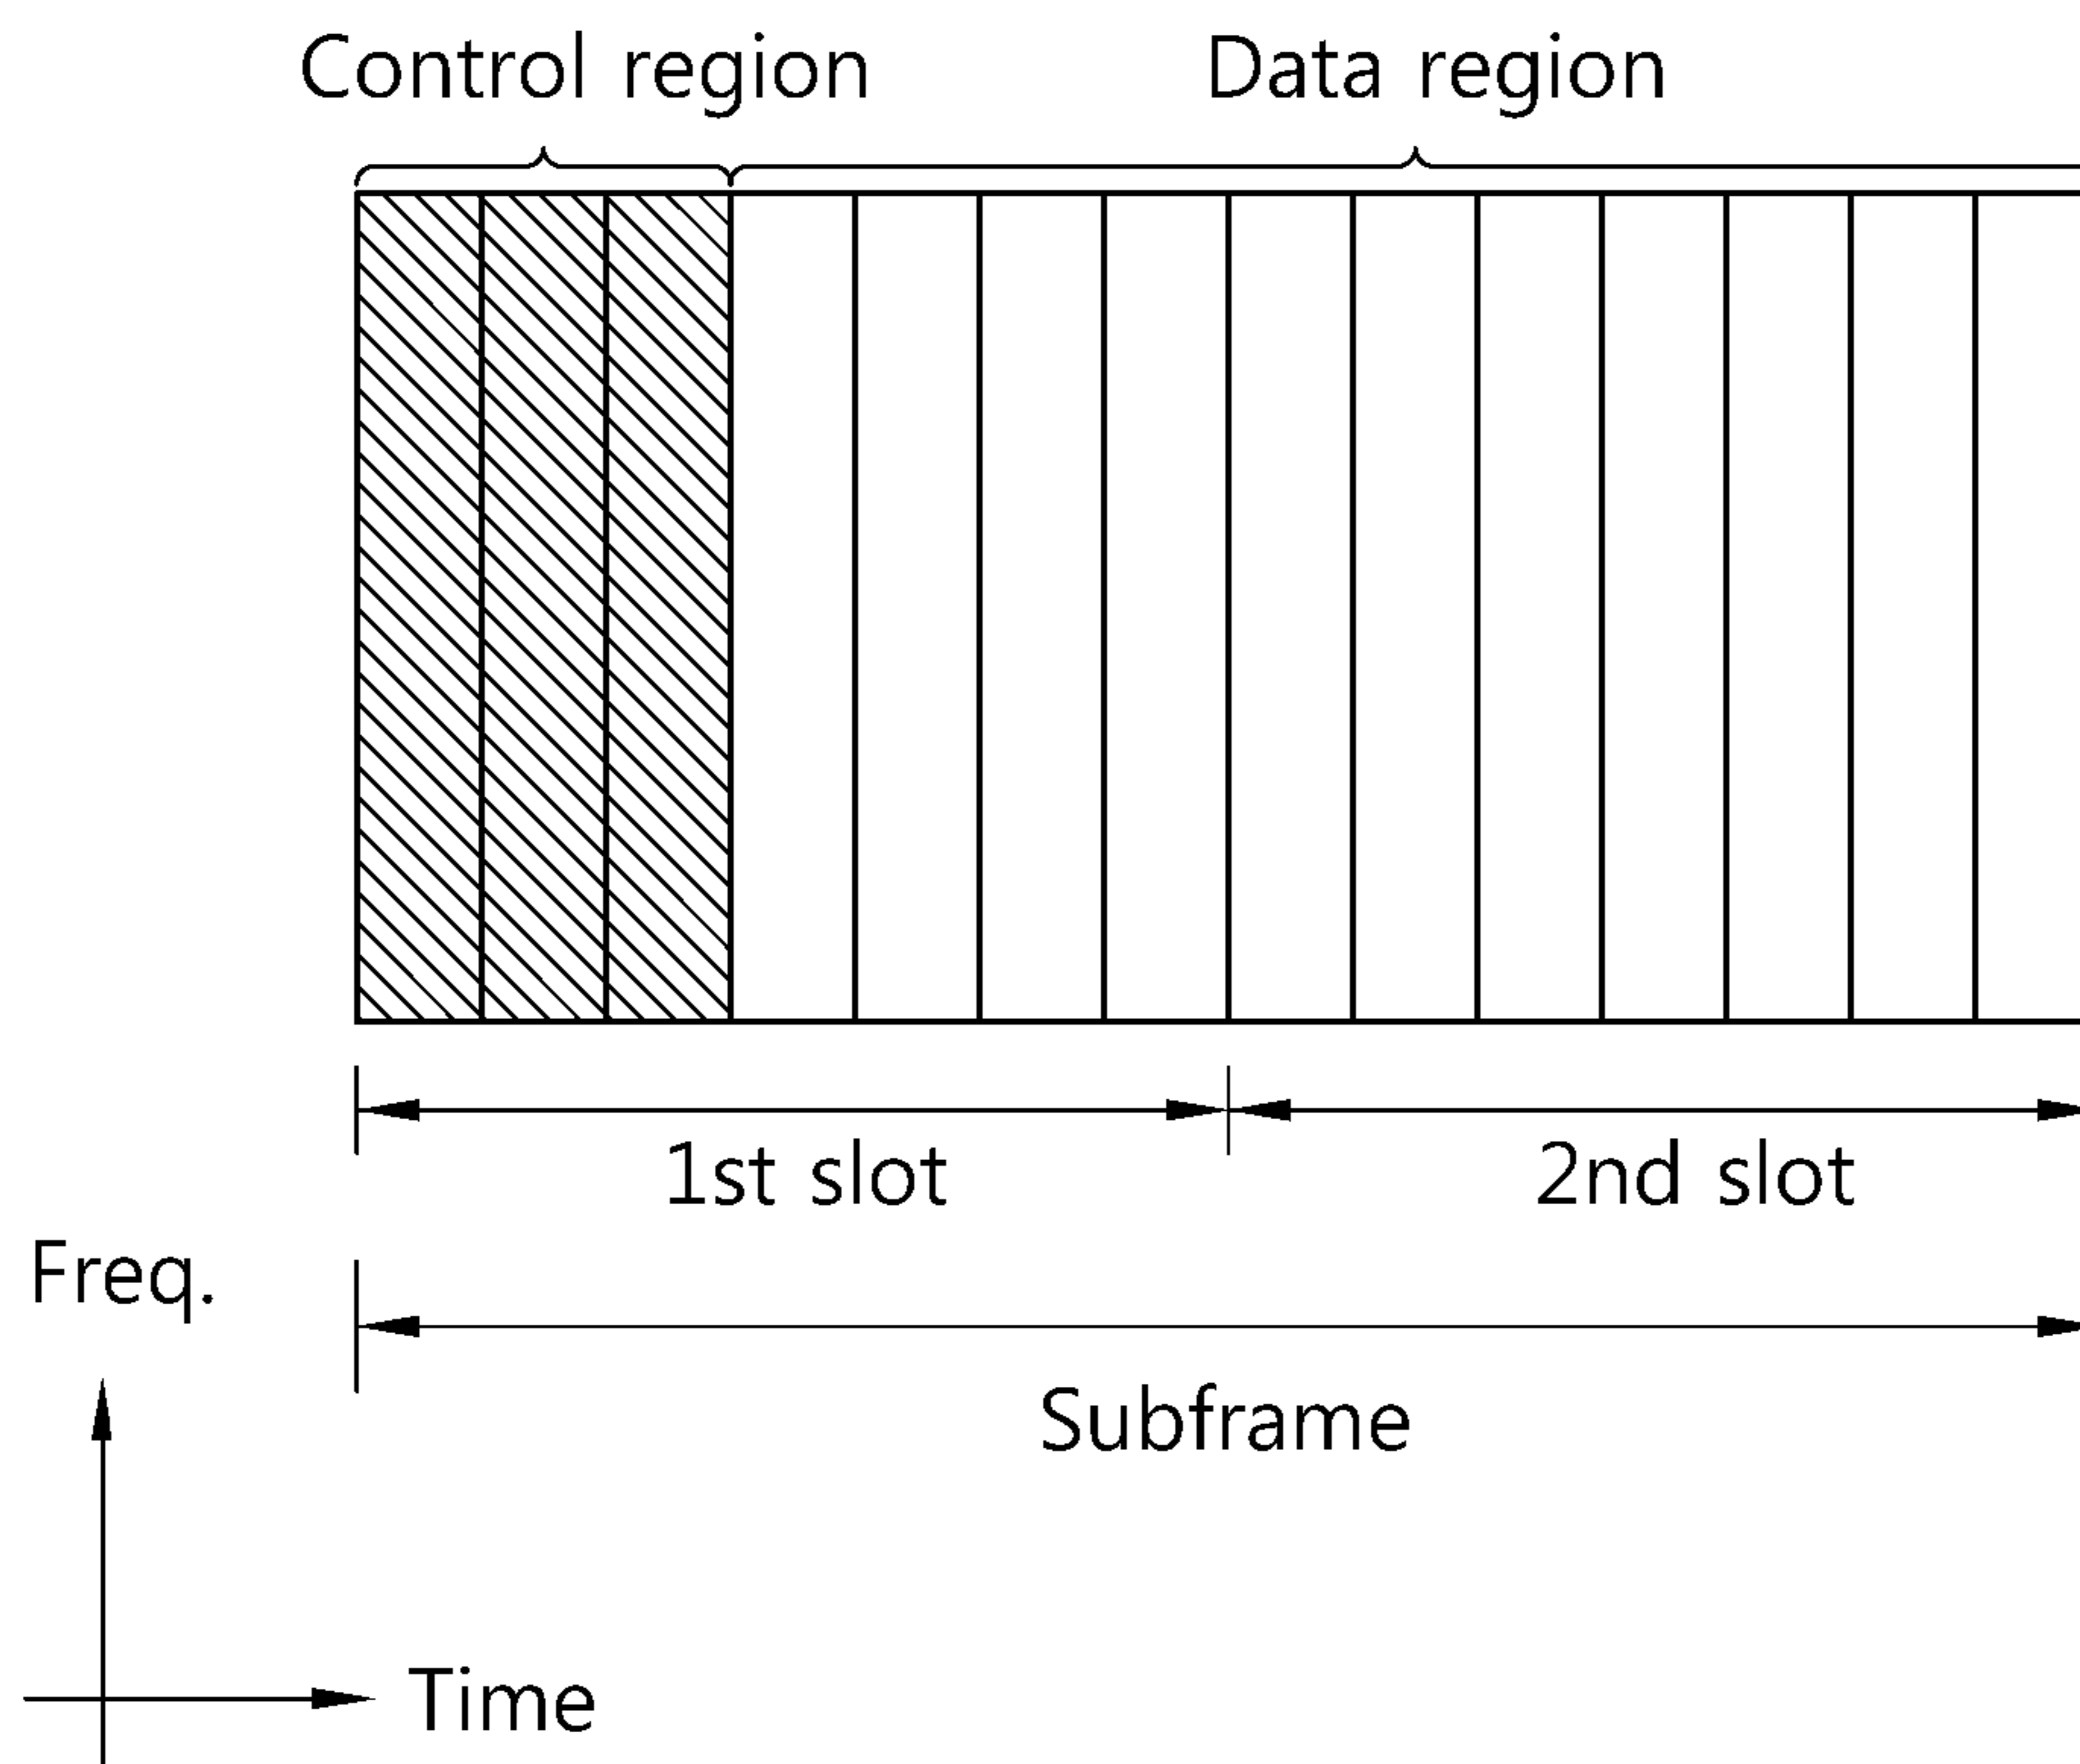 Control region
Data region
1st slot
2nd slot
Freq.
Subframe
Time